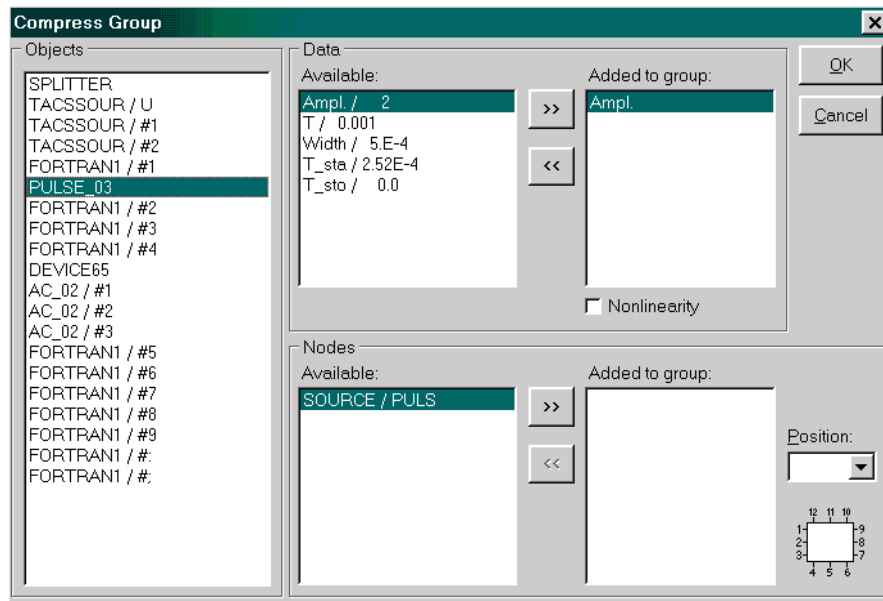 Compress Group
Objects
SPLITTER
TACSSOUR / U
TACSSOUR / #1
TACSSOUR / #2
FORTRAN1 / #1
PULSE_03
FORTRAN1 / #2
FORTRAN1 / #3
FORTRAN1 / #4
DEVICE65
AC_02 / #1
AC_02 / #2
AC_02 / #3
FORTRAN1 / #5
FORTRAN1 / #6
FORTRAN1 / #7
FORTRAN1 / #8
FORTRAN1 / #9
FORTRAN1 / #:
FORTRAN1 / #;
Data
Available:
Ampl. / 2
T / 0.001
Width / 5.E-4
T_sta / 2.52E-4
T_sto / 0.0
>>
<<
Added to group:
Ampl.
Nonlinearity
OK
Cancel
Nodes
Available:
SOURCE / PULS
>>
<<
Added to group:
Position:
12 11 10
1 9
2 8
3 7
4 5 6